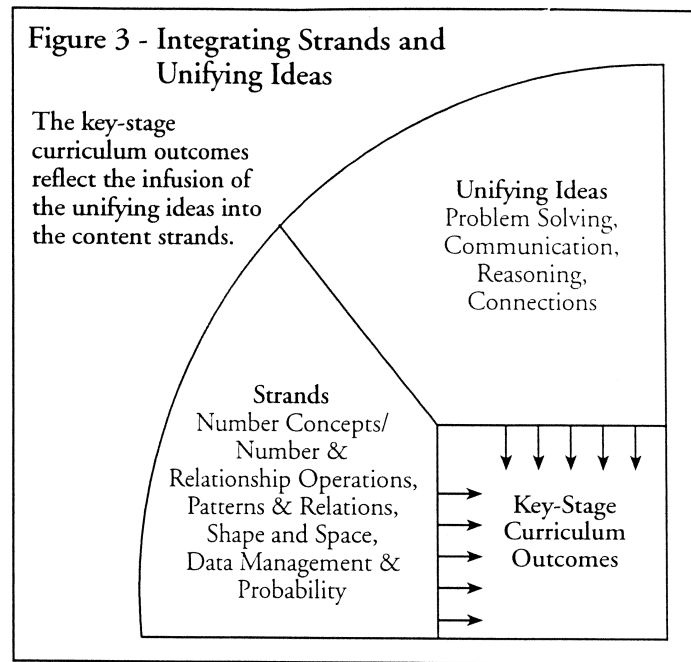 Figure 3 - Integrating Strands and
Unifying Ideas
The key-stage
curriculum outcomes
reflect the infusion of
the unifying ideas into
the content strands.
Unifying Ideas
Problem Solving,
Communication,
Reasoning,
Connections
Strands
Number Concepts/
Number &
Relationship Operations,
Patterns & Relations,
Shape and Space,
Data Management &
Probability
Key-Stage
Curriculum
Outcomes